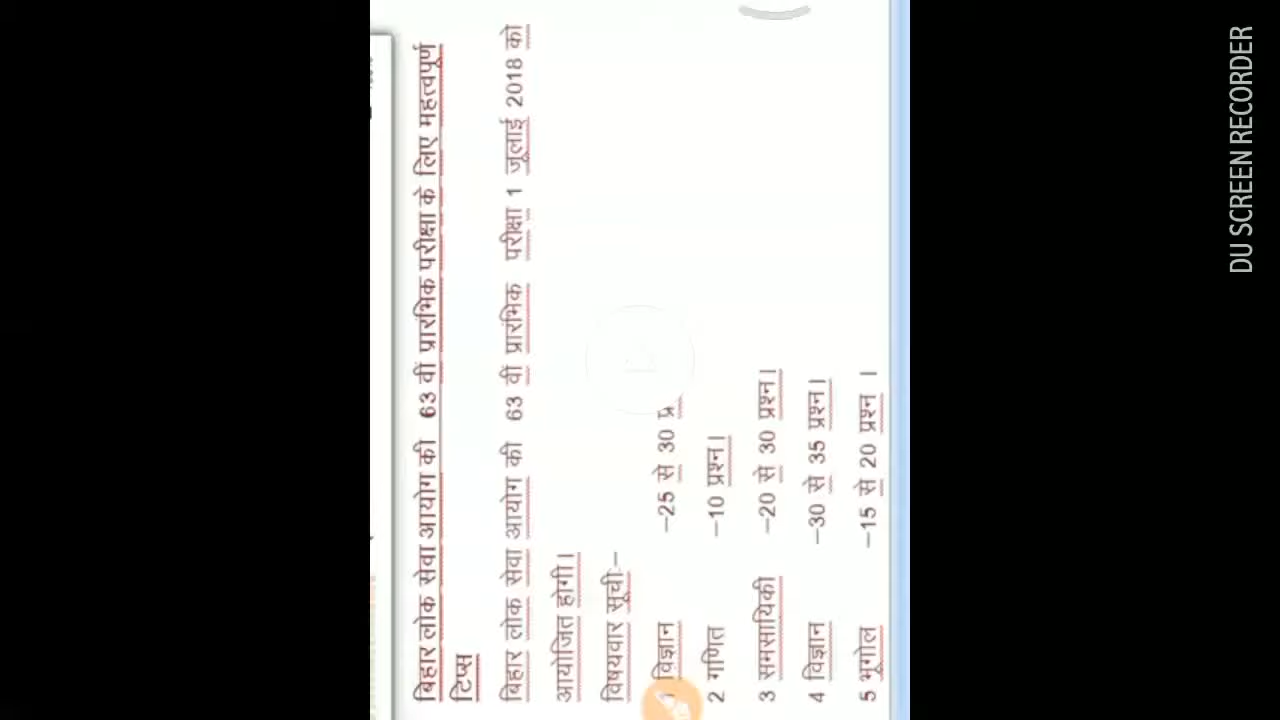 बिहार लोक सेवा आयोग की 63 वी प्रारंभिक परीक्षा के लिए महत्वपूर्ण
टिप्स
बिहार लोक सेवा आयोग की 63 वी प्रारंभिक परीक्षा 1 जूलाई 2018 को
आयोजित होगी।
विषयवार सूची:–
1 विज्ञान –25 से 30 प्र
2 गणित –10 प्रश्न।
3 समसायिकी –20 से 30 प्रश्न।
4 विज्ञान –30 से 35 प्रश्न।
5 भूगोल –15 से 20 प्रश्न ।
DU SCREEN RECORDER